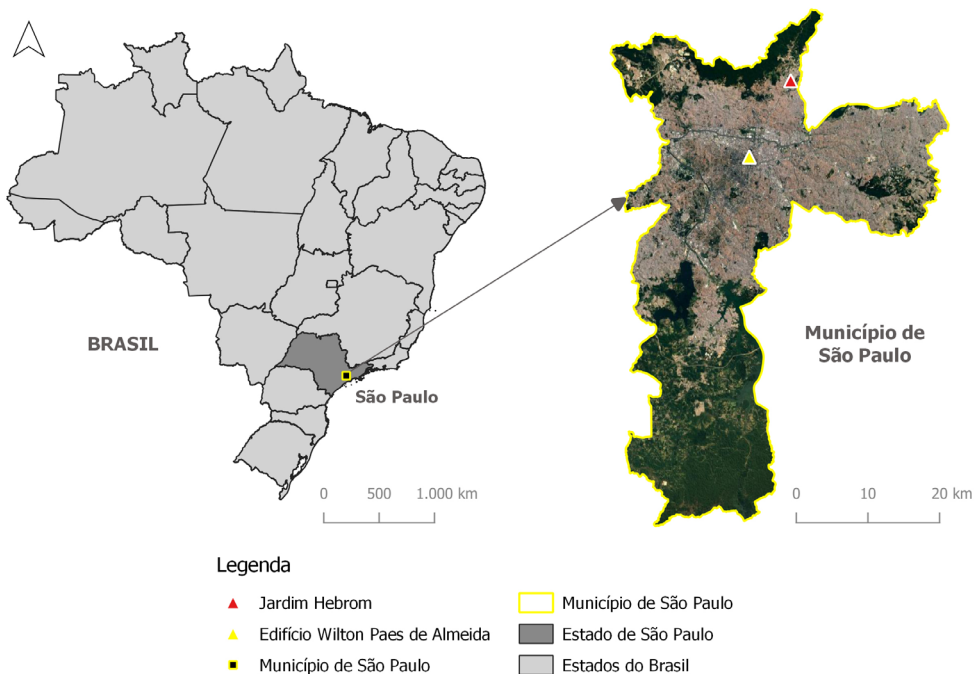 BRASIL
São Paulo
0 500 1.000 km
Município de
São Paulo
0 10 20 km
Legenda
Jardim Hebrom
Edifício Wilton Paes de Almeida
Município de São Paulo
Município de São Paulo
Estado de São Paulo
Estados do Brasil